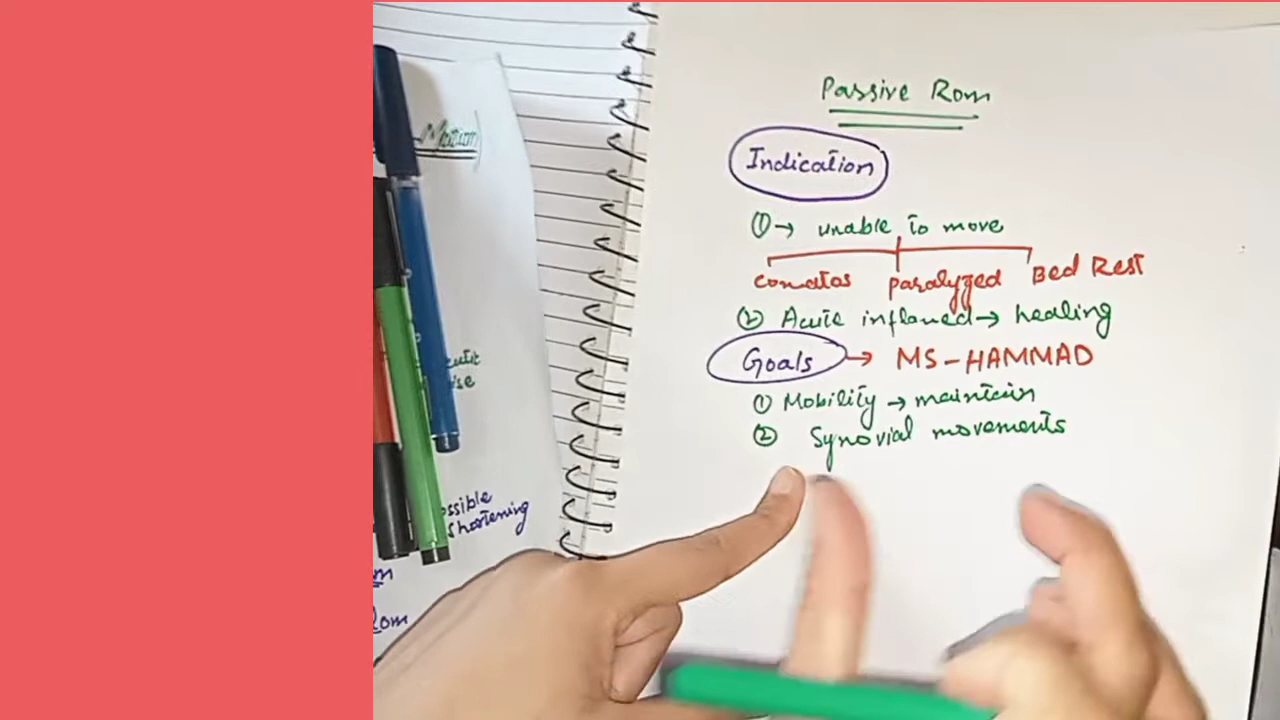 Motion)
ossible
shortening
om
Rom
Passive Rom
Indication
① → unable to move
comatos paralyzed Bed Rest
② Acute inflamed → healing
Goals → MS-HAMMAD
① Mobility → maintain
② Synovial movements